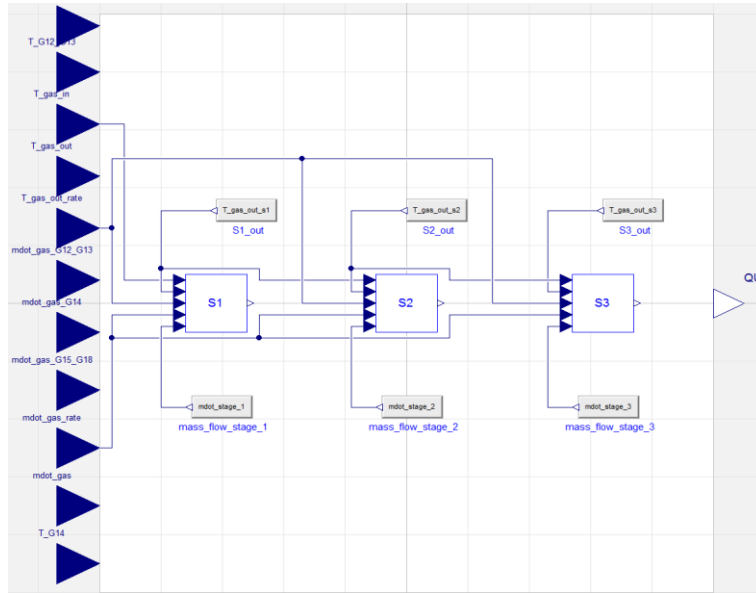 T_G12_G13
T_gas_in
T_gas_out
T_gas_out_rate
mdot_gas_G12_G13
mdot_gas_G14
mdot_gas_G15_G18
mdot_gas_rate
mdot_gas
T_G14
T_gas_out_s1
S1_out
T_gas_out_s2
S2_out
T_gas_out_s3
S3_out
S1
S2
S3
mdot_stage_1
mass_flow_stage_1
mdot_stage_2
mass_flow_stage_2
mdot_stage_3
mass_flow_stage_3